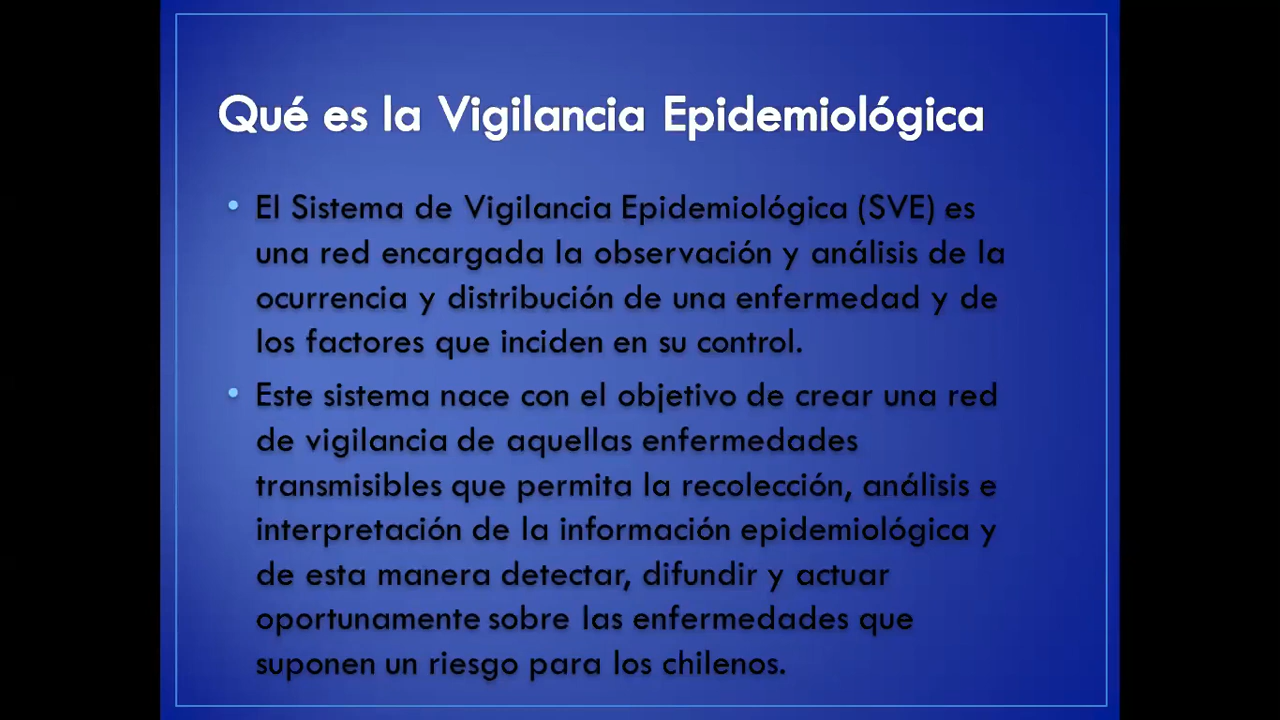 Qué es la Vigilancia Epidemiológica
• El Sistema de Vigilancia Epidemiológica (SVE) es
una red encargada la observación y análisis de la
ocurrencia y distribución de una enfermedad y de
los factores que inciden en su control.
• Este sistema nace con el objetivo de crear una red
de vigilancia de aquellas enfermedades
transmisibles que permita la recolección, análisis e
interpretación de la información epidemiológica y
de esta manera detectar, difundir y actuar
oportunamente sobre las enfermedades que
suponen un riesgo para los chilenos.